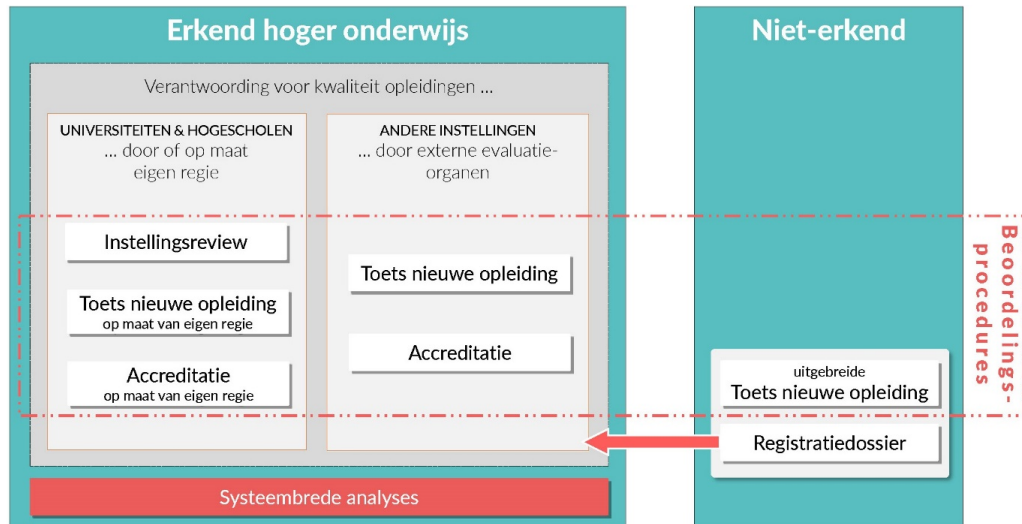 Erkend hoger onderwijs
Verantwoording voor kwaliteit opleidingen ...
UNIVERSITEITEN & HOGESCHOLEN
... door of op maat
eigen regie
Instellingsreview
Toets nieuwe opleiding
op maat van eigen regie
Accreditatie
op maat van eigen regie
ANDERE INSTELLINGEN
... door externe evaluatie-
organen
Toets nieuwe opleiding
Accreditatie
Systeembrede analyses
Niet-erkend
uitgebreide
Toets nieuwe opleiding
Registratiedossier
Beoordelings-
procedures